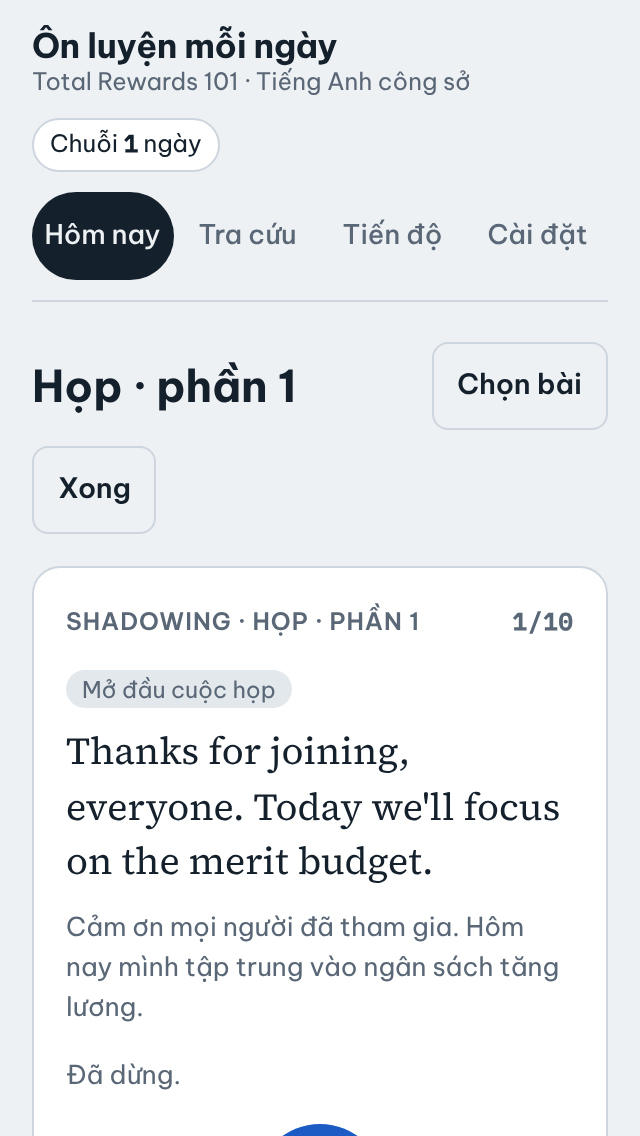 Ôn luyện mỗi ngày
Total Rewards 101 · Tiếng Anh công sở
Chuỗi 1 ngày
Hôm nay Tra cứu Tiến độ Cài đặt
Họp · phần 1 Chọn bài
Xong
SHADOWING · HỌP · PHẦN 1 1/10
Mở đầu cuộc họp
Thanks for joining,
everyone. Today we'll focus
on the merit budget.
Cảm ơn mọi người đã tham gia. Hôm
nay mình tập trung vào ngân sách tăng
lương.
Đã dừng.